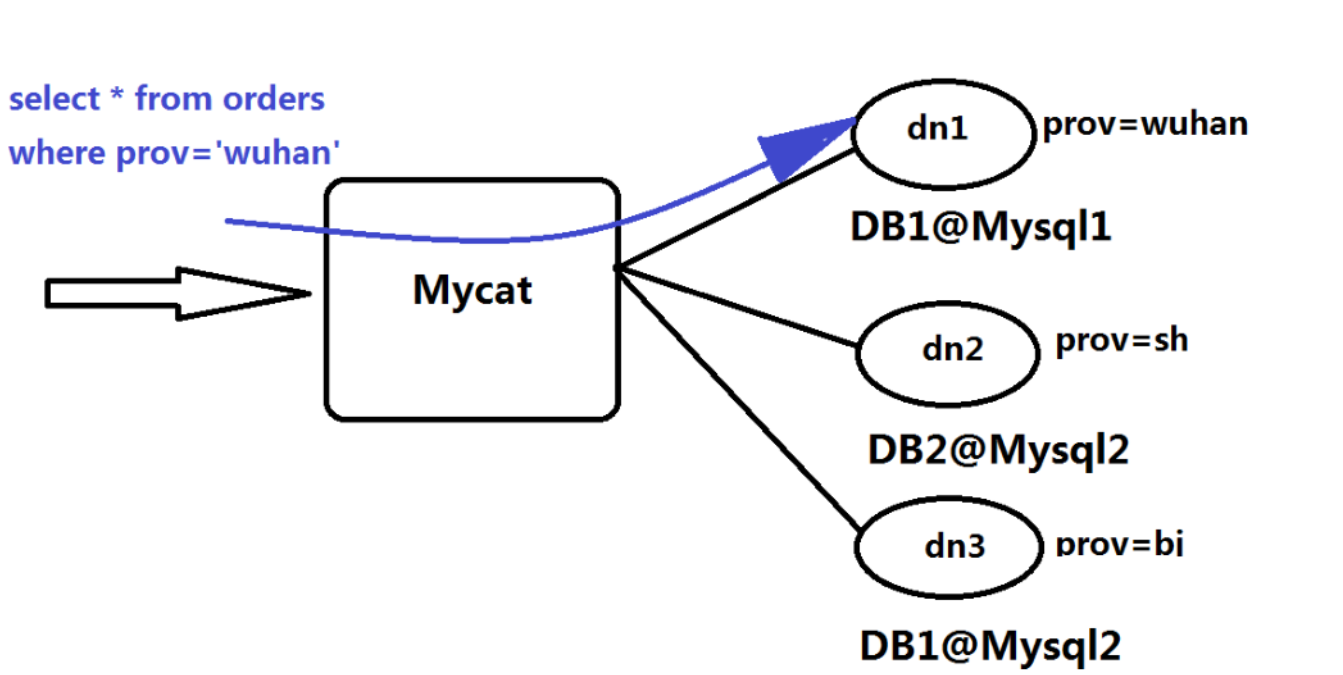 select * from orders
where prov='wuhan'
Mycat
dn1
prov=wuhan
DB1@Mysql1
dn2
prov=sh
DB2@Mysql2
dn3
prov=bi
DB1@Mysql2